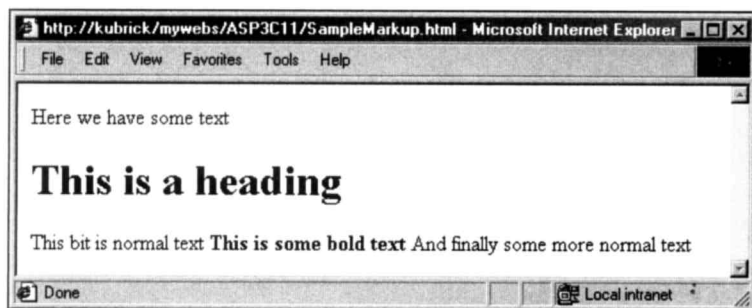 http://kubrick/mywebs/ASP3C11/SampleMarkup.html - Microsoft Internet Explorer
File Edit View Favorites Tools Help
Here we have some text
This is a heading
This bit is normal text This is some bold text And finally some more normal text
Done Local intranet